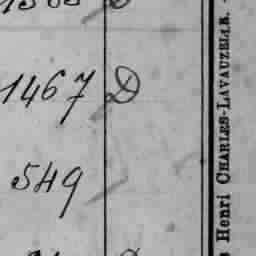 1467 D
549
Henri CHARLES-LAVAUZELLE.